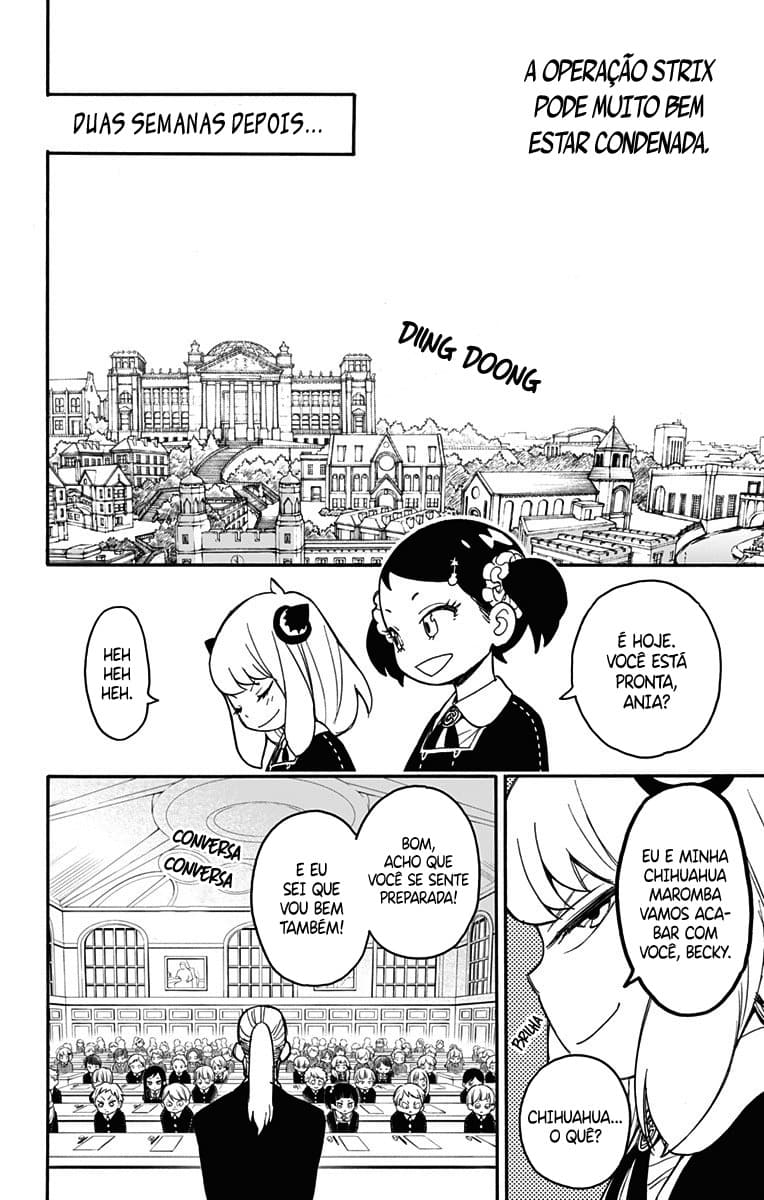 A OPERAÇÃO STRIX
PODE MUITO BEM
ESTAR CONDENADA.
DUAS SEMANAS DEPOIS...
DIING DOONG
É HOJE.
VOCÊ ESTÁ
PRONTA,
ANIA?
HEH
HEH
HEH.
EU E MINHA
CHIHUAHUA
MAROMBA
VAMOS ACA-
BAR COM
VOCÊ, BECKY.
BRILHA
CHIHUAHUA...
O QUÊ?
BOM,
ACHO QUE
VOCÊ SE SENTE
PREPARADA!
E EU
SEI QUE
VOU BEM
TAMBÉM!
CONVERSA
CONVERSA